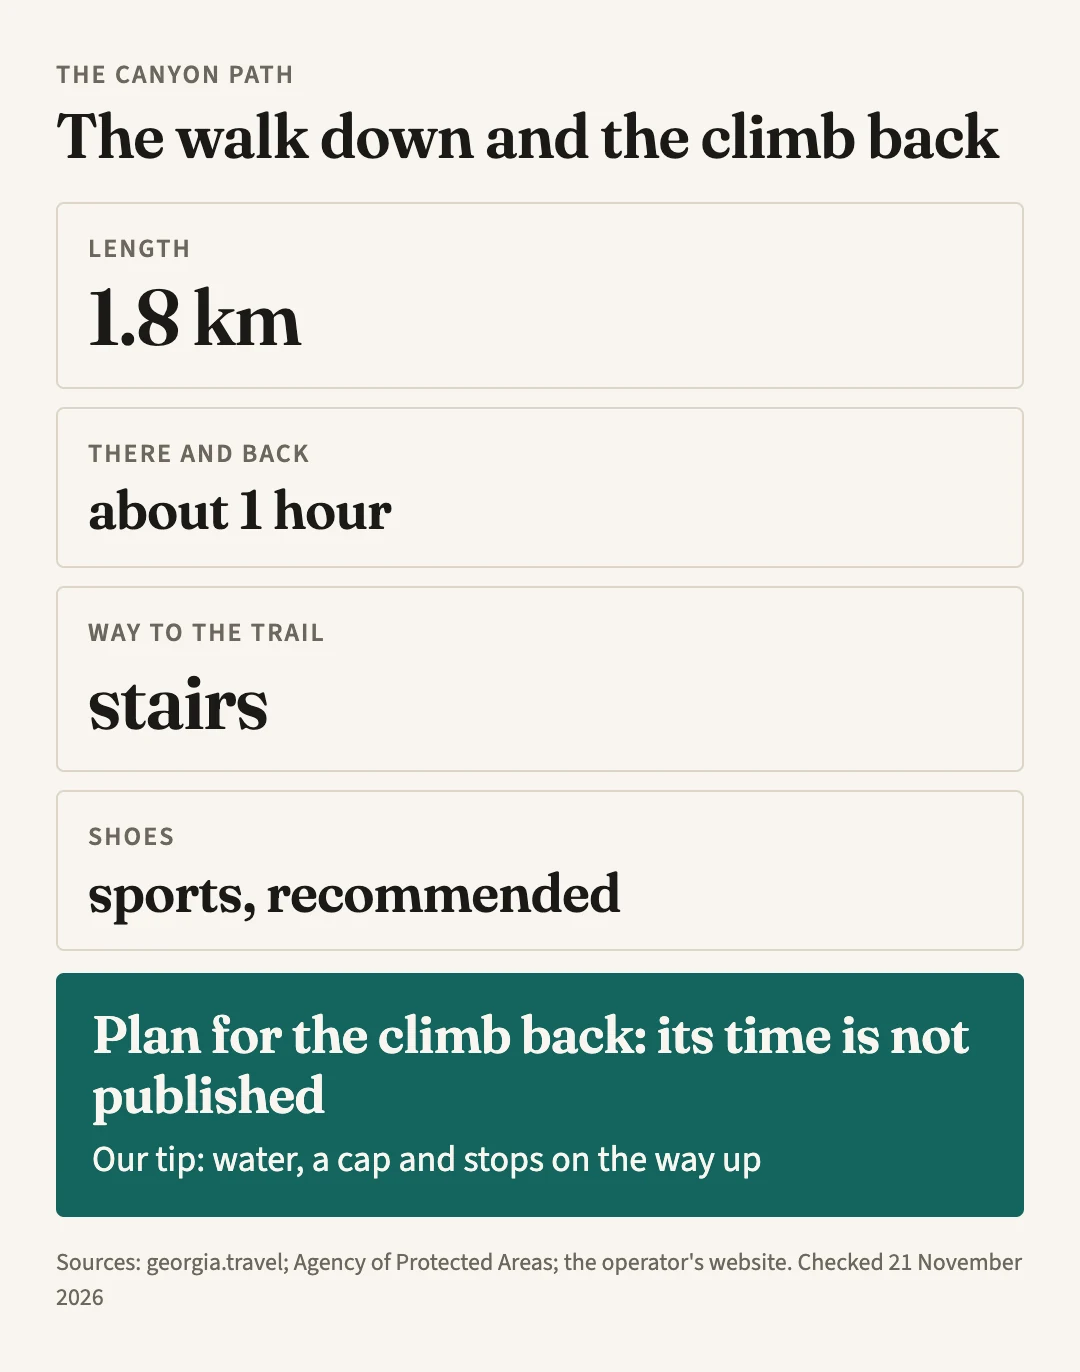 THE CANYON PATH
The walk down and the climb back
LENGTH
1.8 km
THERE AND BACK
about 1 hour
WAY TO THE TRAIL
stairs
SHOES
sports, recommended
Plan for the climb back: its time is not
published
Our tip: water, a cap and stops on the way up
Sources: georgia.travel; Agency of Protected Areas; the operator's website. Checked 21 November
2026